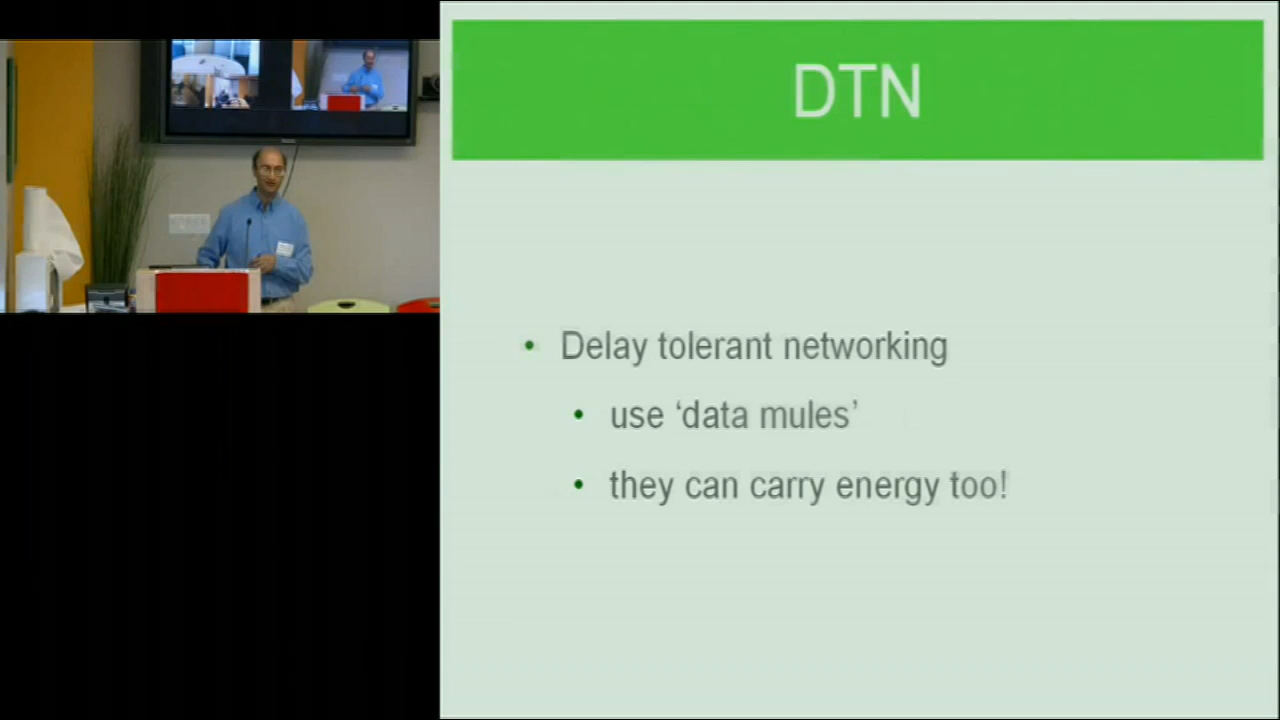 DTN
• Delay tolerant networking
• use ‘data mules’
• they can carry energy too!